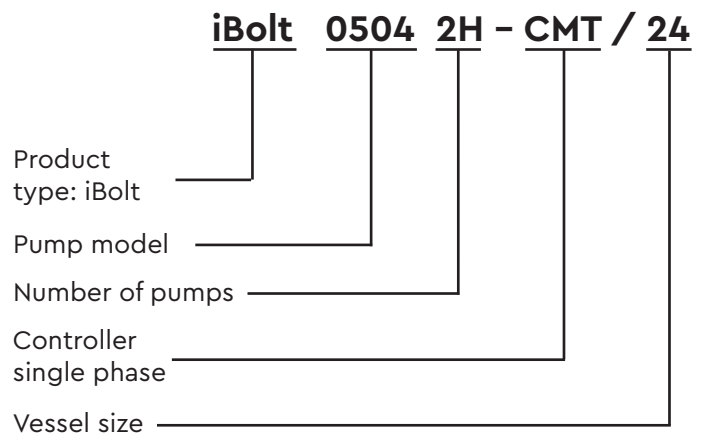 iBolt 0504 2H – CMT / 24
Product
type: iBolt
Pump model
Number of pumps
Controller
single phase
Vessel size